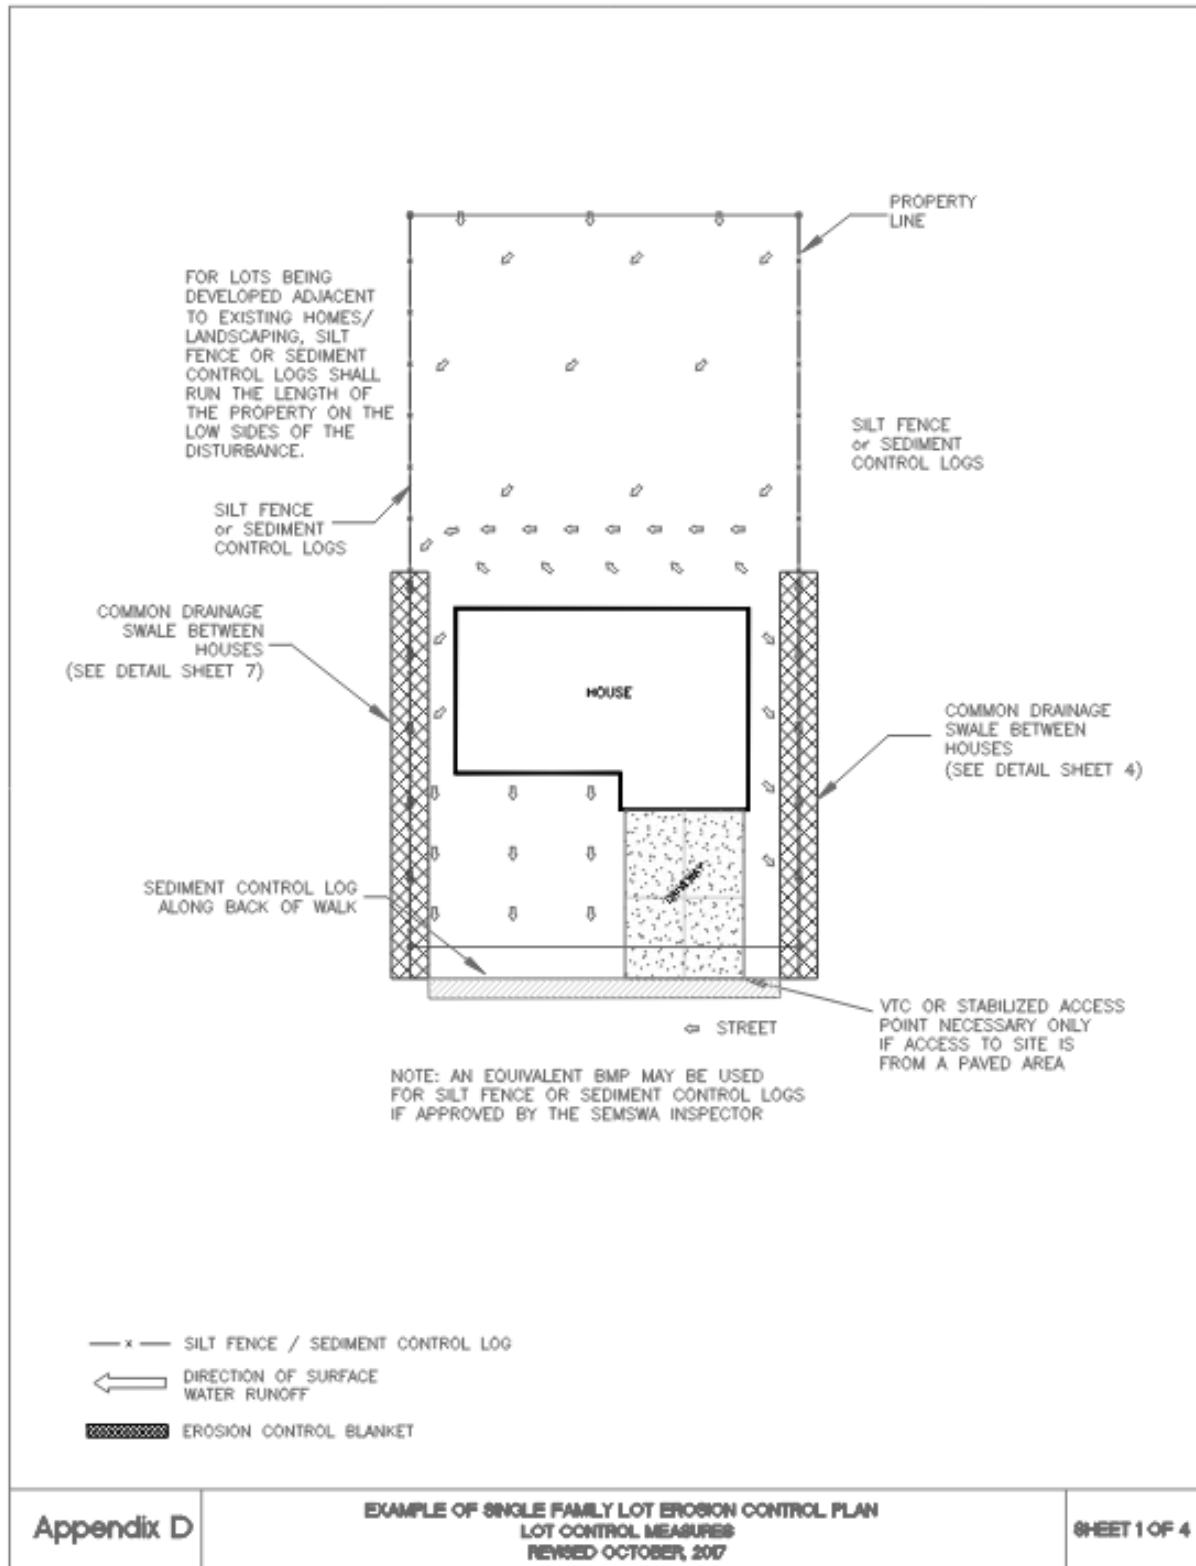 PROPERTY
LINE
FOR LOTS BEING
DEVELOPED ADJACENT
TO EXISTING HOMES/
LANDSCAPING, SILT
FENCE OR SEDIMENT
CONTROL LOGS SHALL
RUN THE LENGTH OF
THE PROPERTY ON THE
LOW SIDES OF THE
DISTURBANCE.
SILT FENCE
or SEDIMENT
CONTROL LOGS
SILT FENCE
or SEDIMENT
CONTROL LOGS
COMMON DRAINAGE
SWALE BETWEEN
HOUSES
(SEE DETAIL SHEET 7)
HOUSE
COMMON DRAINAGE
SWALE BETWEEN
HOUSES
(SEE DETAIL SHEET 4)
DRIVEWAY
SEDIMENT CONTROL LOG
ALONG BACK OF WALK
VTC OR STABILIZED ACCESS
POINT NECESSARY ONLY
IF ACCESS TO SITE IS
FROM A PAVED AREA
STREET
NOTE: AN EQUIVALENT BMP MAY BE USED
FOR SILT FENCE OR SEDIMENT CONTROL LOGS
IF APPROVED BY THE SEMSWA INSPECTOR
SILT FENCE / SEDIMENT CONTROL LOG
DIRECTION OF SURFACE
WATER RUNOFF
EROSION CONTROL BLANKET
Appendix D
EXAMPLE OF SINGLE FAMILY LOT EROSION CONTROL PLAN
LOT CONTROL MEASURES
REVISED OCTOBER, 2017
SHEET 1 OF 4